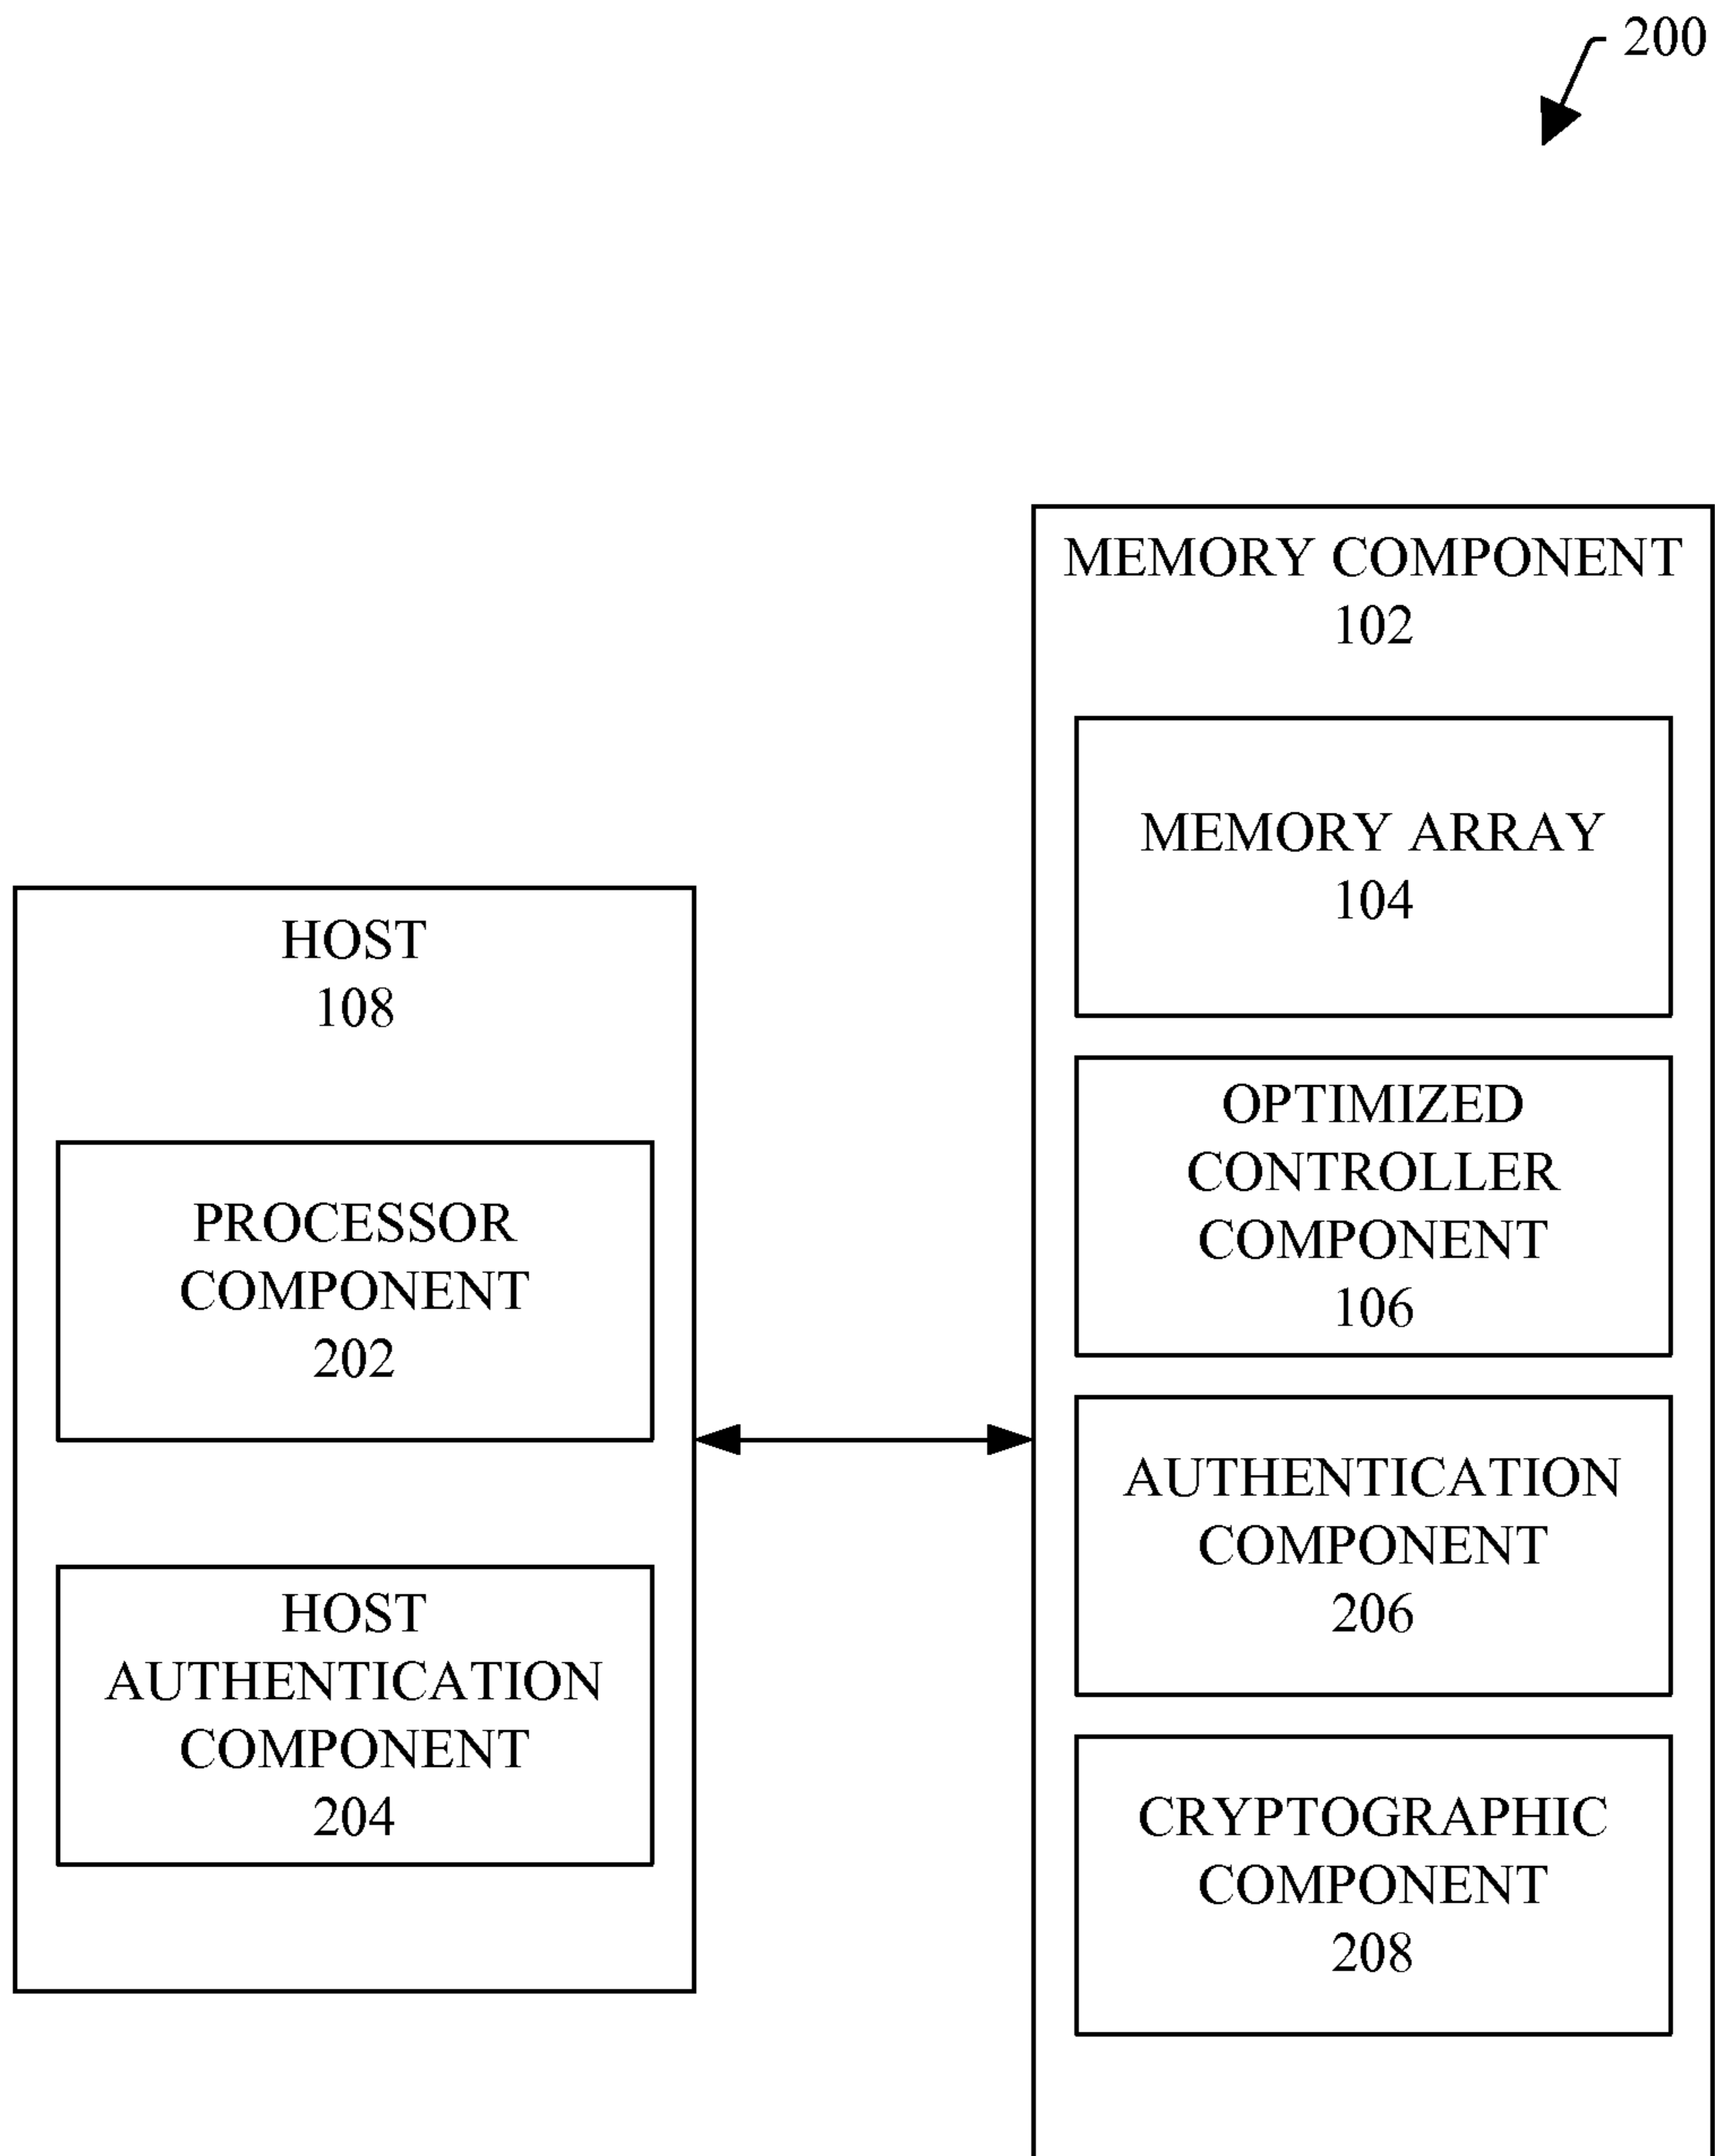 200
MEMORY COMPONENT
102
MEMORY ARRAY
104
OPTIMIZED
CONTROLLER
COMPONENT
106
AUTHENTICATION
COMPONENT
206
CRYPTOGRAPHIC
COMPONENT
208
HOST
108
PROCESSOR
COMPONENT
202
HOST
AUTHENTICATION
COMPONENT
204